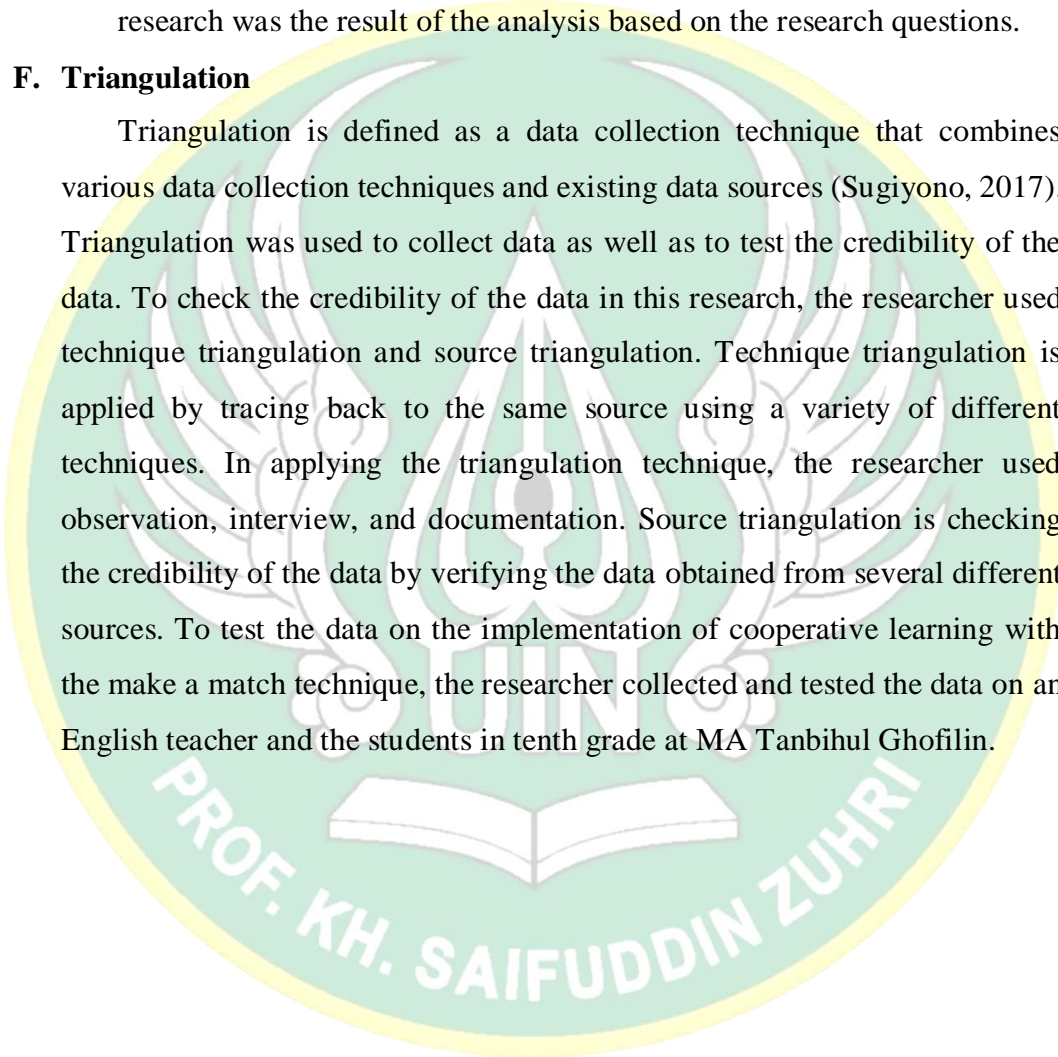 research was the result of the analysis based on the research questions.
F. Triangulation
Triangulation is defined as a data collection technique that combines
various data collection techniques and existing data sources (Sugiyono, 2017).
Triangulation was used to collect data as well as to test the credibility of the
data. To check the credibility of the data in this research, the researcher used
technique triangulation and source triangulation. Technique triangulation is
applied by tracing back to the same source using a variety of different
techniques. In applying the triangulation technique, the researcher used
observation, interview, and documentation. Source triangulation is checking
the credibility of the data by verifying the data obtained from several different
sources. To test the data on the implementation of cooperative learning with
the make a match technique, the researcher collected and tested the data on an
English teacher and the students in tenth grade at MA Tanbihul Ghofilin.
UIN
PROF. KH. SAIFUDDIN ZUHRI